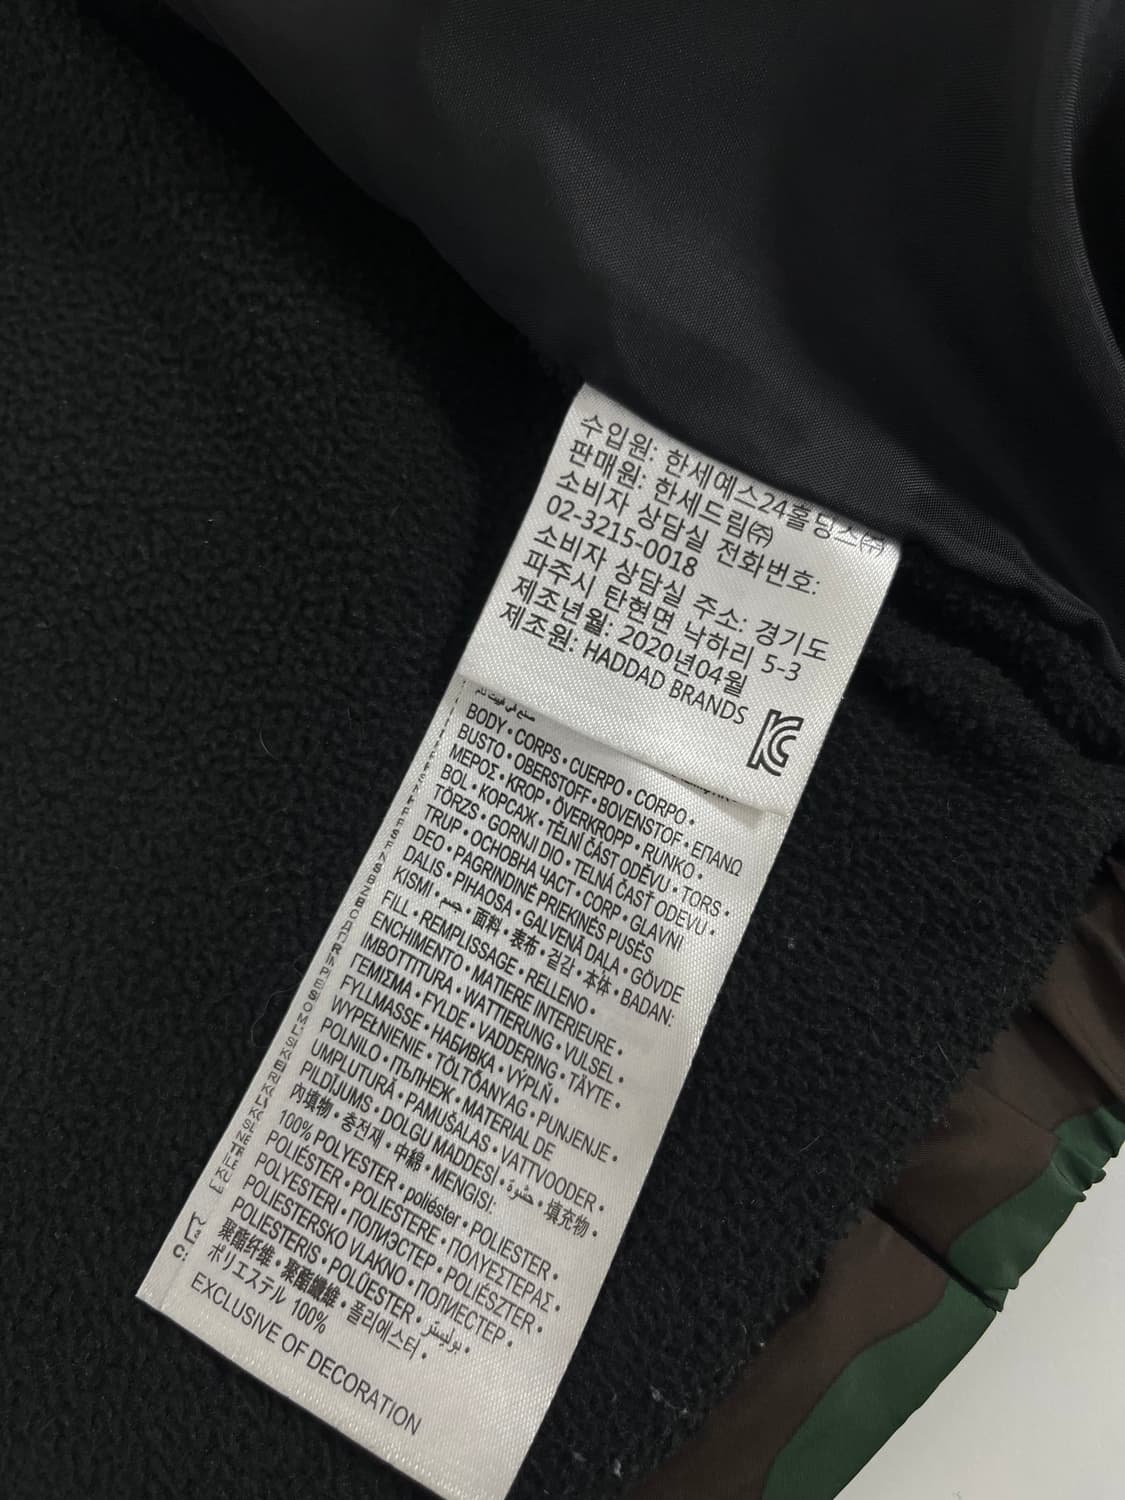 수입원: 한세예스24홀딩스㈜
판매원: 한세드림㈜
소비자 상담실 전화번호:
02-3215-0018
소비자 상담실 주소: 경기도
파주시 탄현면 낙하리 5-3
제조년월: 2020년04월
제조원: HADDAD BRANDS
BODY • CORPS • CUERPO • CORPO •
BUSTO • OBERSTOFF • BOVENSTOF • ΕΠΑΝΩ
ΜΕΡΟΣ • KROP • ÖVERKROPP • RUNKO •
BOL • КОРСАЖ • TĚLNÍ ČÁST ODĚVU • TORS •
TÖRZS • GORNJI DIO • TELNÁ ČASŤ ODEVU •
TRUP • ОСНОВНА ЧАСТ • CORP • GLAVNI
DEO • PAGRINDINĖ PRIEKINĖS PUSĖS
DALIS • PIHAOSA • GALVENĀ DAĻA • GÖVDE
KISMI • جسم • 面料 • 表布 • 겉감 • 本体 • BADAN:
FILL • REMPLISSAGE • RELLENO •
ENCHIMENTO • MATIERE INTERIEURE •
IMBOTTITURA • WATTIERUNG • VULSEL •
ΓΕΜΙΣΜΑ • FYLDE • VADDERING • TÄYTE •
FYLLMASSE • НАБИВКА • VÝPLŇ •
WYPEŁNIENIE • TÖLTŐANYAG • PUNJENJE •
POLNILO • ПЪЛНЕЖ • MATERIAL DE
UMPLUTURĂ • PAMUŠALAS • VATTVOODER •
PILDĪJUMS • DOLGU MADDESİ • حشوة • 填充物 •
內填物 • 충전재 • 中綿 • MENGISI:
100% POLYESTER • poliéster • POLIESTER •
POLIÉSTER • POLIESTERE • ΠΟΛΥΕΣΤΕΡΑΣ •
POLYESTERI • ПОЛИЭСТЕР • POLIÉSZTER •
POLIESTERSKO VLAKNO • ПОЛИЕСТЕР •
POLIESTERIS • POLÜESTER • بوليستر •
聚酯纤维 • 聚酯纖維 • 폴리에스터 •
ポリエステル 100%
EXCLUSIVE OF DECORATION